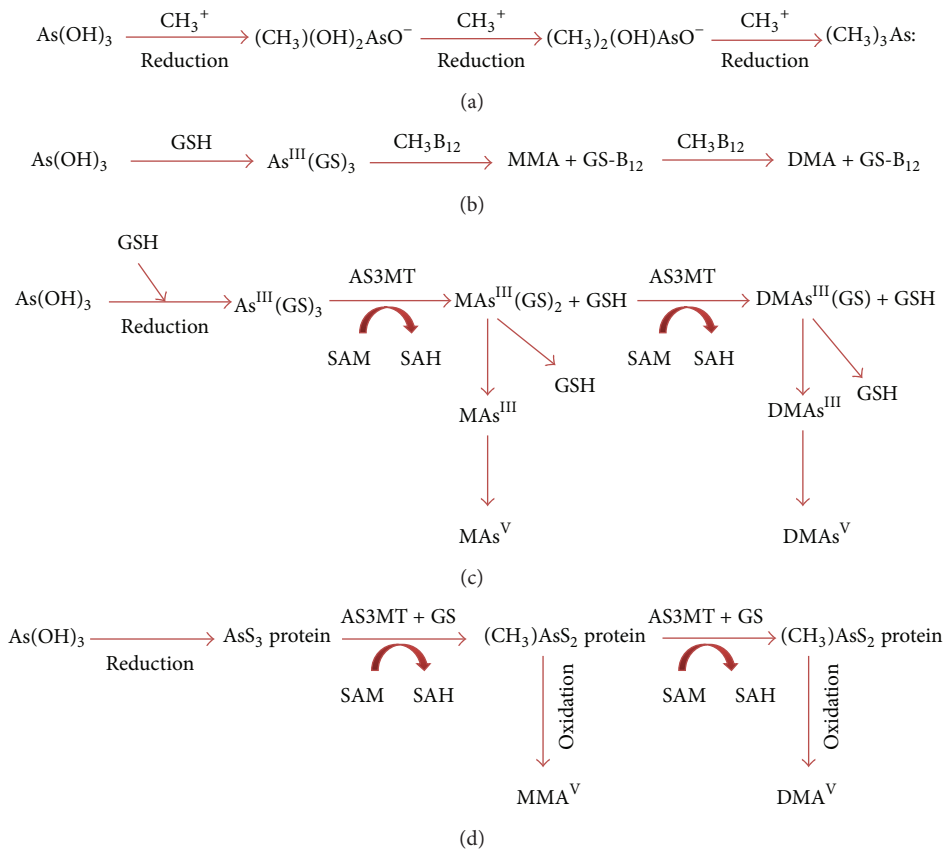 As(OH)₃ CH₃⁺ Reduction (CH₃)(OH)₂AsO⁻ CH₃⁺ Reduction (CH₃)₂(OH)AsO⁻ CH₃⁺ Reduction (CH₃)₃As:
(a)
As(OH)₃ GSH Asᴵᴵᴵ(GS)₃ CH₃B₁₂ MMA + GS-B₁₂ CH₃B₁₂ DMA + GS-B₁₂
(b)
GSH
As(OH)₃ Reduction Asᴵᴵᴵ(GS)₃ AS3MT MAsᴵᴵᴵ(GS)₂ + GSH AS3MT DMAsᴵᴵᴵ(GS) + GSH
SAM SAH SAM SAH
GSH GSH
MAsᴵᴵᴵ DMAsᴵᴵᴵ
MAsⱽ DMAsⱽ
(c)
As(OH)₃ Reduction AsS₃ protein AS3MT + GS (CH₃)AsS₂ protein AS3MT + GS (CH₃)AsS₂ protein
SAM SAH SAM SAH
Oxidation Oxidation
MMAⱽ DMAⱽ
(d)